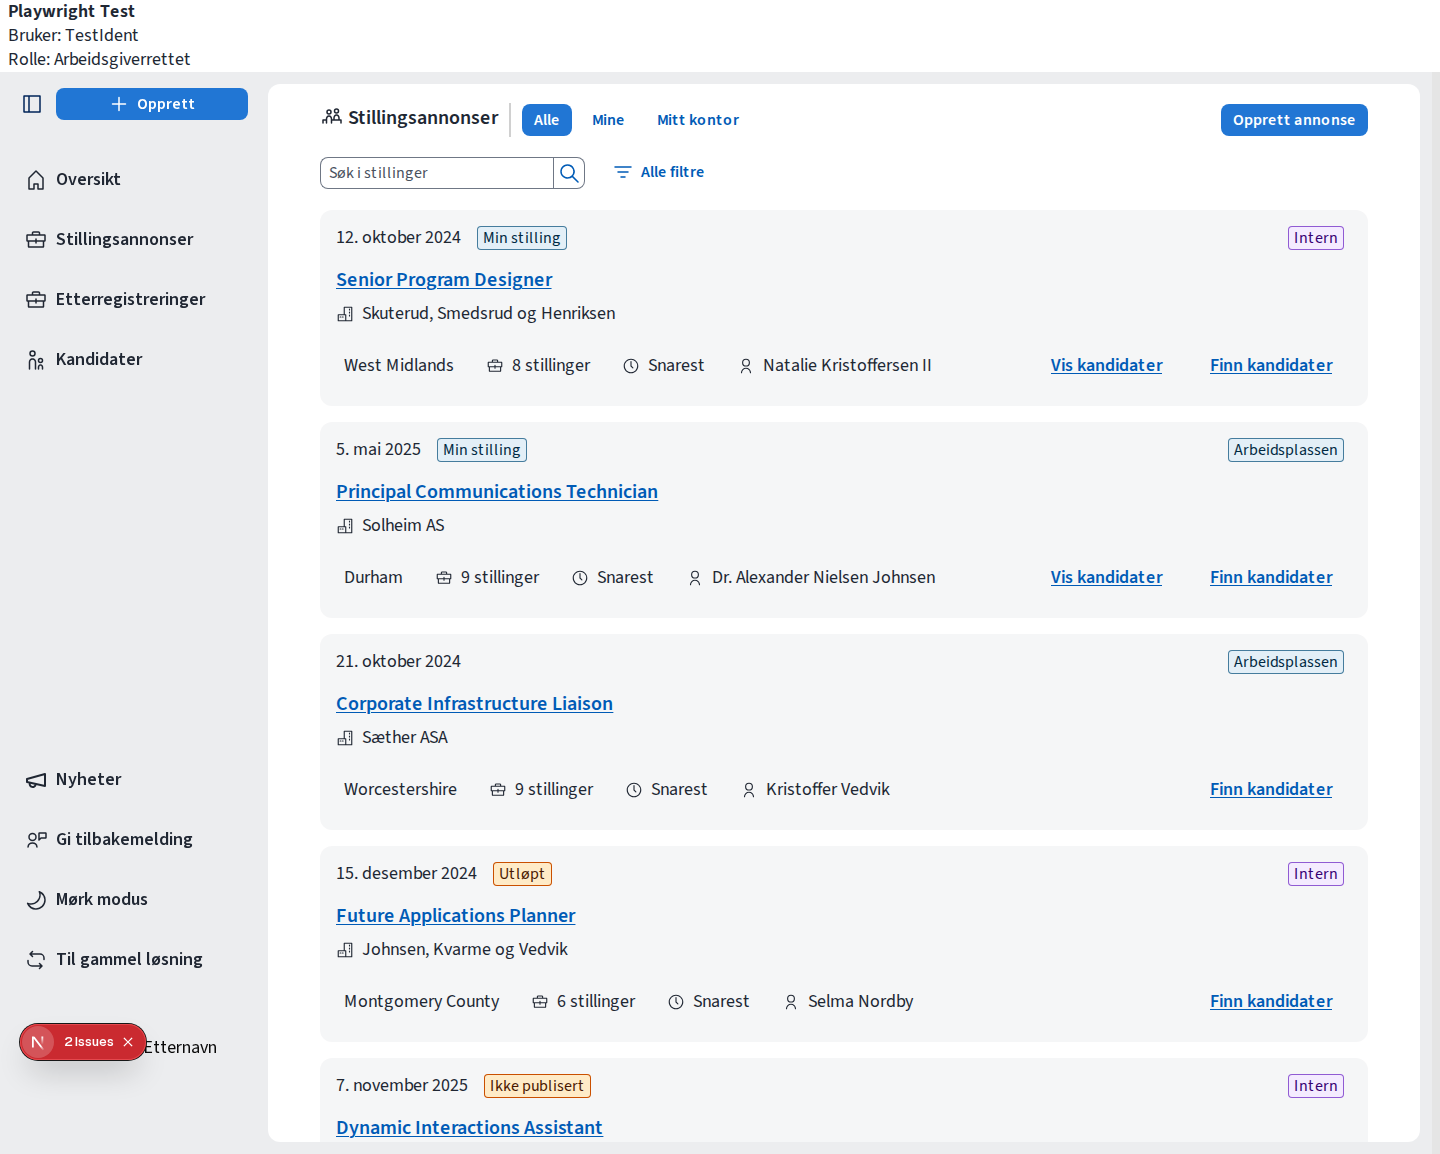 Playwright Test
Bruker: TestIdent
Rolle: Arbeidsgiverrettet
Opprett
Oversikt
Stillingsannonser
Etterregistreringer
Kandidater
Nyheter
Gi tilbakemelding
Mørk modus
Til gammel løsning
2 Issues
Etternavn
Stillingsannonser Alle Mine Mitt kontor Opprett annonse
Søk i stillinger Alle filtre
12. oktober 2024 Min stilling Intern
Senior Program Designer
Skuterud, Smedsrud og Henriksen
West Midlands 8 stillinger Snarest Natalie Kristoffersen II Vis kandidater Finn kandidater
5. mai 2025 Min stilling Arbeidsplassen
Principal Communications Technician
Solheim AS
Durham 9 stillinger Snarest Dr. Alexander Nielsen Johnsen Vis kandidater Finn kandidater
21. oktober 2024 Arbeidsplassen
Corporate Infrastructure Liaison
Sæther ASA
Worcestershire 9 stillinger Snarest Kristoffer Vedvik Finn kandidater
15. desember 2024 Utløpt Intern
Future Applications Planner
Johnsen, Kvarme og Vedvik
Montgomery County 6 stillinger Snarest Selma Nordby Finn kandidater
7. november 2025 Ikke publisert Intern
Dynamic Interactions Assistant